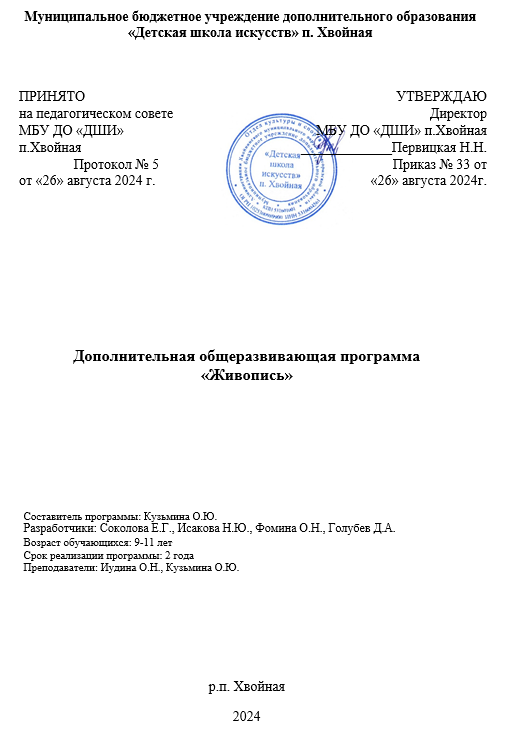 Муниципальное бюджетное учреждение дополнительного образования
«Детская школа искусств» п. Хвойная
ПРИНЯТО
на педагогическом совете
МБУ ДО «ДШИ»
п.Хвойная
Протокол № 5
от «26» августа 2024 г.
УТВЕРЖДАЮ
Директор
МБУ ДО «ДШИ» п.Хвойная
_____________Первицкая Н.Н.
Приказ № 33 от
«26» августа 2024г.
«Детская
школа
искусств»
п. Хвойная
Дополнительная общеразвивающая программа
«Живопись»
Составитель программы: Кузьмина О.Ю.
Разработчики: Соколова Е.Г., Исакова Н.Ю., Фомина О.Н., Голубев Д.А.
Возраст обучающихся: 9-11 лет
Срок реализации программы: 2 года
Преподаватели: Иудина О.Н., Кузьмина О.Ю.
р.п. Хвойная
2024